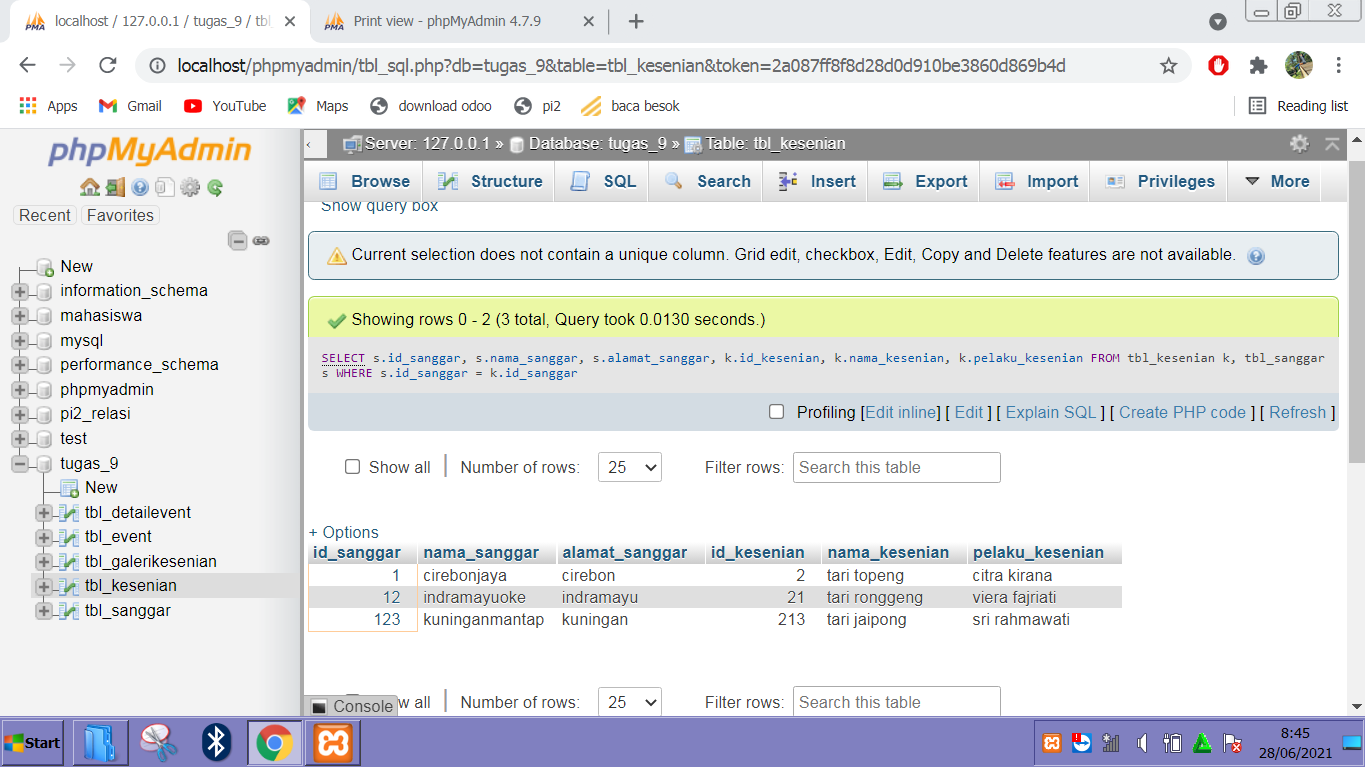 localhost / 127.0.0.1 / tugas_9 / tb
Print view - phpMyAdmin 4.7.9
localhost/phpmyadmin/tbl_sql.php?db=tugas_9&table=tbl_kesenian&token=2a087ff8f8d28d0d910be3860d869b4d
Apps Gmail YouTube Maps download odoo pi2 baca besok Reading list
phpMyAdmin
Recent Favorites
New
information_schema
mahasiswa
mysql
performance_schema
phpmyadmin
pi2_relasi
test
tugas_9
New
tbl_detailevent
tbl_event
tbl_galerikesenian
tbl_kesenian
tbl_sanggar
Server: 127.0.0.1 » Database: tugas_9 » Table: tbl_kesenian
Browse Structure SQL Search Insert Export Import Privileges More
Show query box
Current selection does not contain a unique column. Grid edit, checkbox, Edit, Copy and Delete features are not available.
Showing rows 0 - 2 (3 total, Query took 0.0130 seconds.)
SELECT s.id_sanggar, s.nama_sanggar, s.alamat_sanggar, k.id_kesenian, k.nama_kesenian, k.pelaku_kesenian FROM tbl_kesenian k, tbl_sanggar
s WHERE s.id_sanggar = k.id_sanggar
Profiling [Edit inline] [ Edit ] [ Explain SQL ] [ Create PHP code ] [ Refresh ]
Show all Number of rows: 25 Filter rows: Search this table
+ Options
id_sanggar nama_sanggar alamat_sanggar id_kesenian nama_kesenian pelaku_kesenian
1 cirebonjaya cirebon 2 tari topeng citra kirana
12 indramayuoke indramayu 21 tari ronggeng viera fajriati
123 kuninganmantap kuningan 213 tari jaipong sri rahmawati
w all Number of rows: 25 Filter rows: Search this table
Console
Start
8:45
28/06/2021